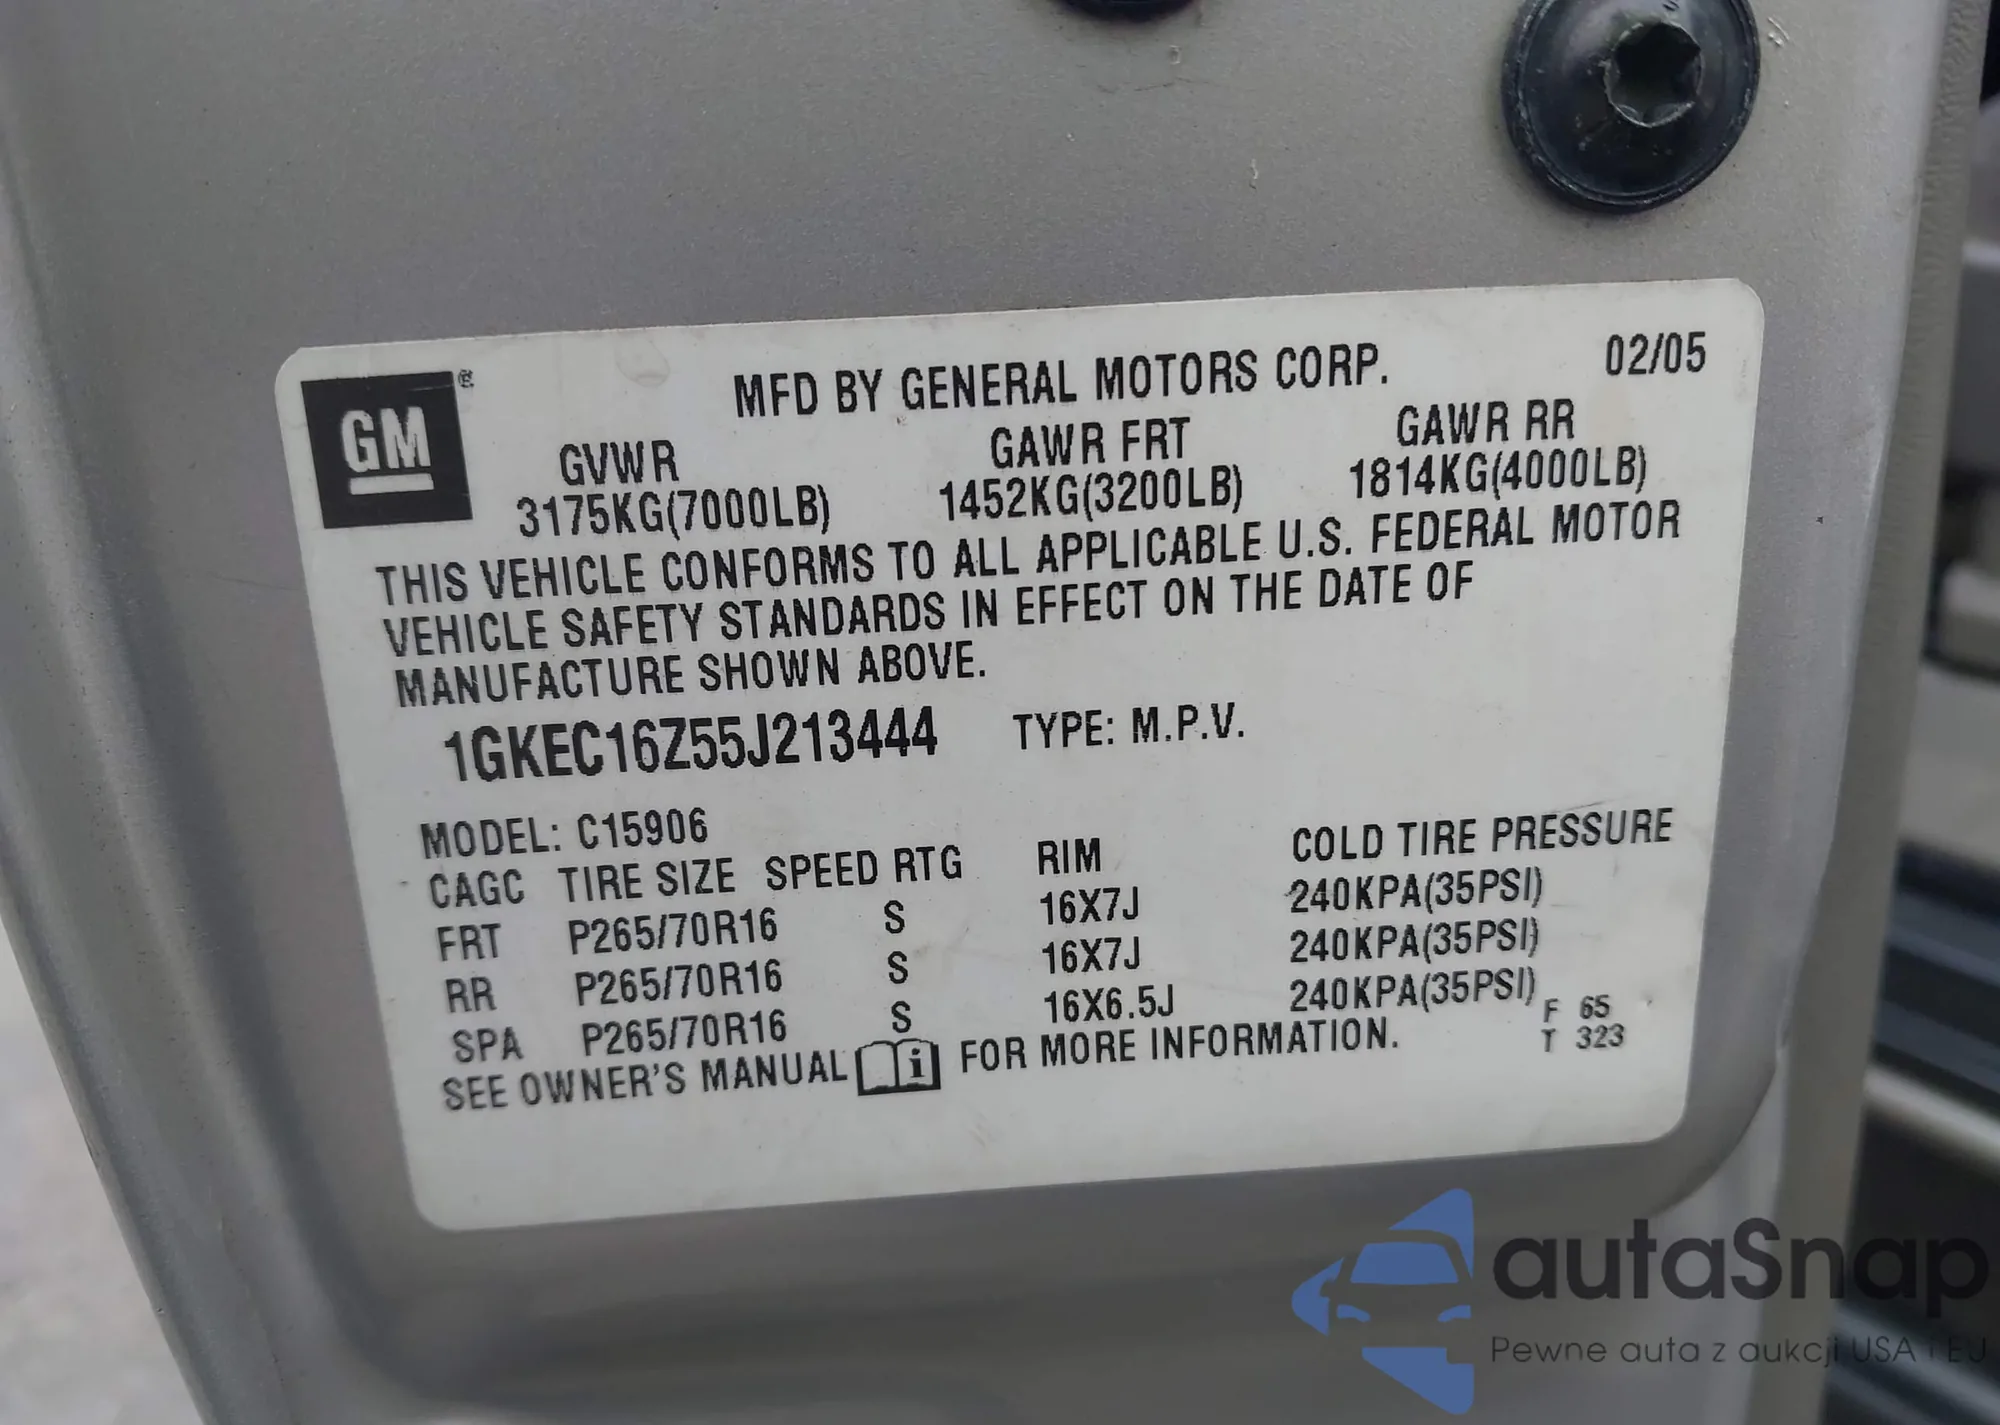 GM ®
MFD BY GENERAL MOTORS CORP. 02/05
GVWR GAWR FRT GAWR RR
3175KG(7000LB) 1452KG(3200LB) 1814KG(4000LB)
THIS VEHICLE CONFORMS TO ALL APPLICABLE U.S. FEDERAL MOTOR
VEHICLE SAFETY STANDARDS IN EFFECT ON THE DATE OF
MANUFACTURE SHOWN ABOVE.
1GKEC16Z55J213444 TYPE: M.P.V.
MODEL: C15906
CAGC TIRE SIZE SPEED RTG RIM COLD TIRE PRESSURE
FRT P265/70R16 S 16X7J 240KPA(35PSI)
RR P265/70R16 S 16X7J 240KPA(35PSI)
SPA P265/70R16 S 16X6.5J 240KPA(35PSI)
SEE OWNER'S MANUAL i FOR MORE INFORMATION.
F 65
T 323
autaSnap
Pewne auta z aukcji USA i EU